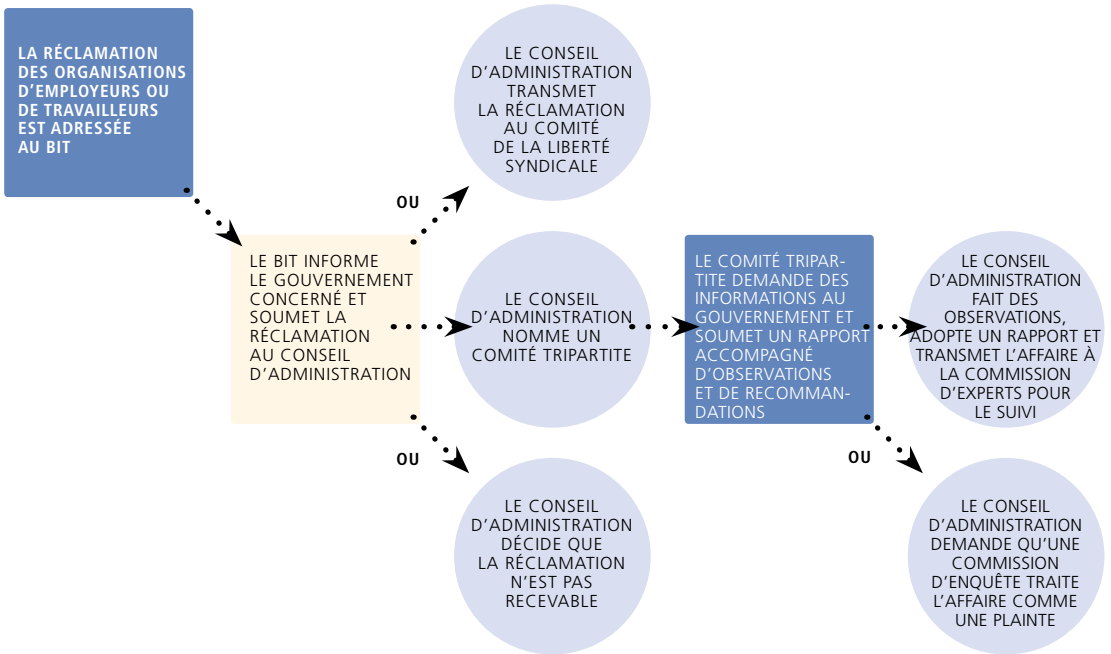 LA RÉCLAMATION
DES ORGANISATIONS
D'EMPLOYEURS OU
DE TRAVAILLEURS
EST ADRESSÉE
AU BIT
LE BIT INFORME
LE GOUVERNEMENT
CONCERNÉ ET
SOUMET LA
RÉCLAMATION
AU CONSEIL
D'ADMINISTRATION
OU
LE CONSEIL
D'ADMINISTRATION
TRANSMET
LA RÉCLAMATION
AU COMITÉ
DE LA LIBERTÉ
SYNDICALE
LE CONSEIL
D'ADMINISTRATION
NOMME UN
COMITÉ TRIPARTITE
OU
LE CONSEIL
D'ADMINISTRATION
DÉCIDE QUE
LA RÉCLAMATION
N'EST PAS
RECEVABLE
LE COMITÉ TRIPAR-
TITE DEMANDE DES
INFORMATIONS AU
GOUVERNEMENT ET
SOUMET UN RAPPORT
ACCOMPAGNÉ
D'OBSERVATIONS
ET DE RECOMMAN-
DATIONS
LE CONSEIL
D'ADMINISTRATION
FAIT DES
OBSERVATIONS,
ADOPTE UN RAPPORT ET
TRANSMET L'AFFAIRE À
LA COMMISSION
D'EXPERTS POUR
LE SUIVI
OU
LE CONSEIL
D'ADMINISTRATION
DEMANDE QU'UNE
COMMISSION
D'ENQUÊTE TRAITE
L'AFFAIRE COMME
UNE PLAINTE